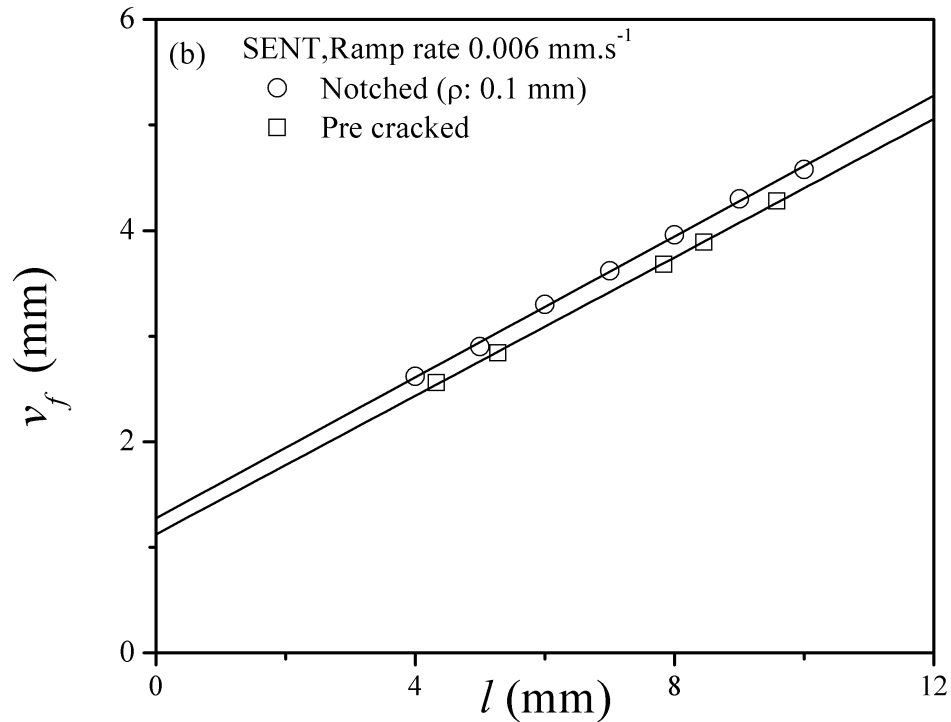 (b) SENT,Ramp rate 0.006 mm.s⁻¹
Notched (ρ: 0.1 mm)
Pre cracked
6
4
2
0
v_f (mm)
0 4 8 12
l (mm)